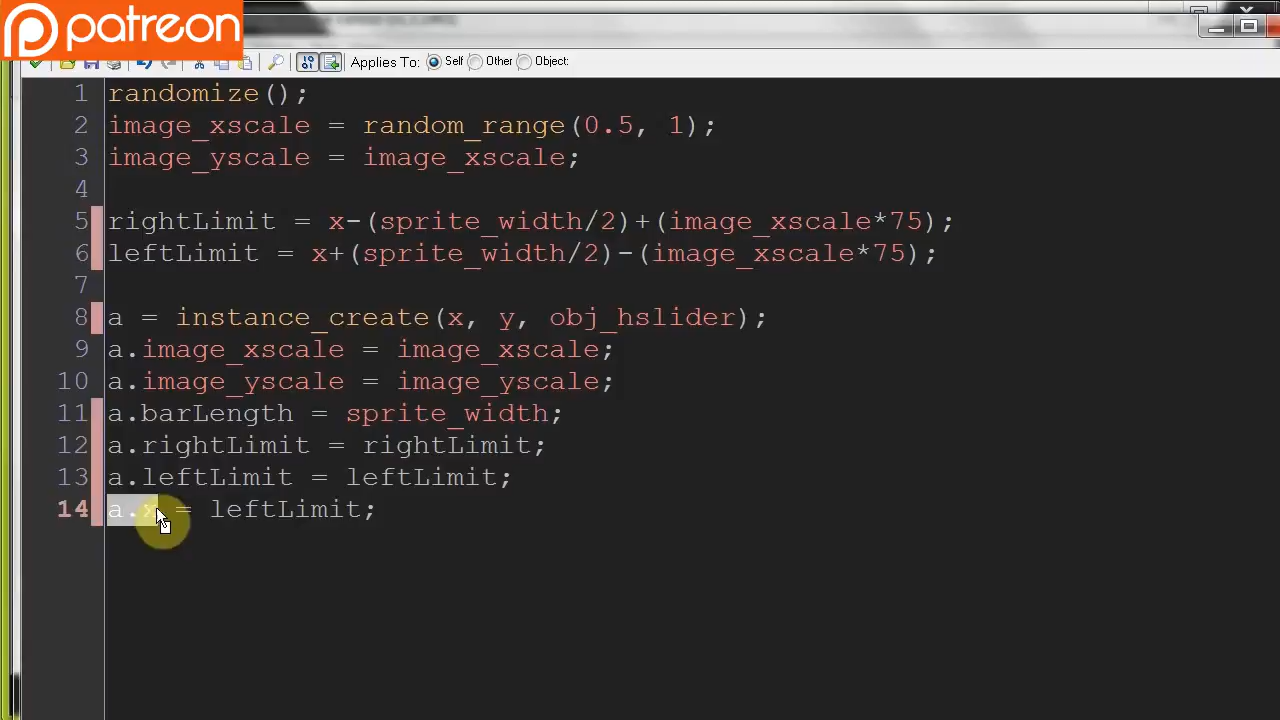 patreon
Applies To: Self Other Object:
1 randomize();
2 image_xscale = random_range(0.5, 1);
3 image_yscale = image_xscale;
4
5 rightLimit = x-(sprite_width/2)+(image_xscale*75);
6 leftLimit = x+(sprite_width/2)-(image_xscale*75);
7
8 a = instance_create(x, y, obj_hslider);
9 a.image_xscale = image_xscale;
10 a.image_yscale = image_yscale;
11 a.barLength = sprite_width;
12 a.rightLimit = rightLimit;
13 a.leftLimit = leftLimit;
14 a.x = leftLimit;